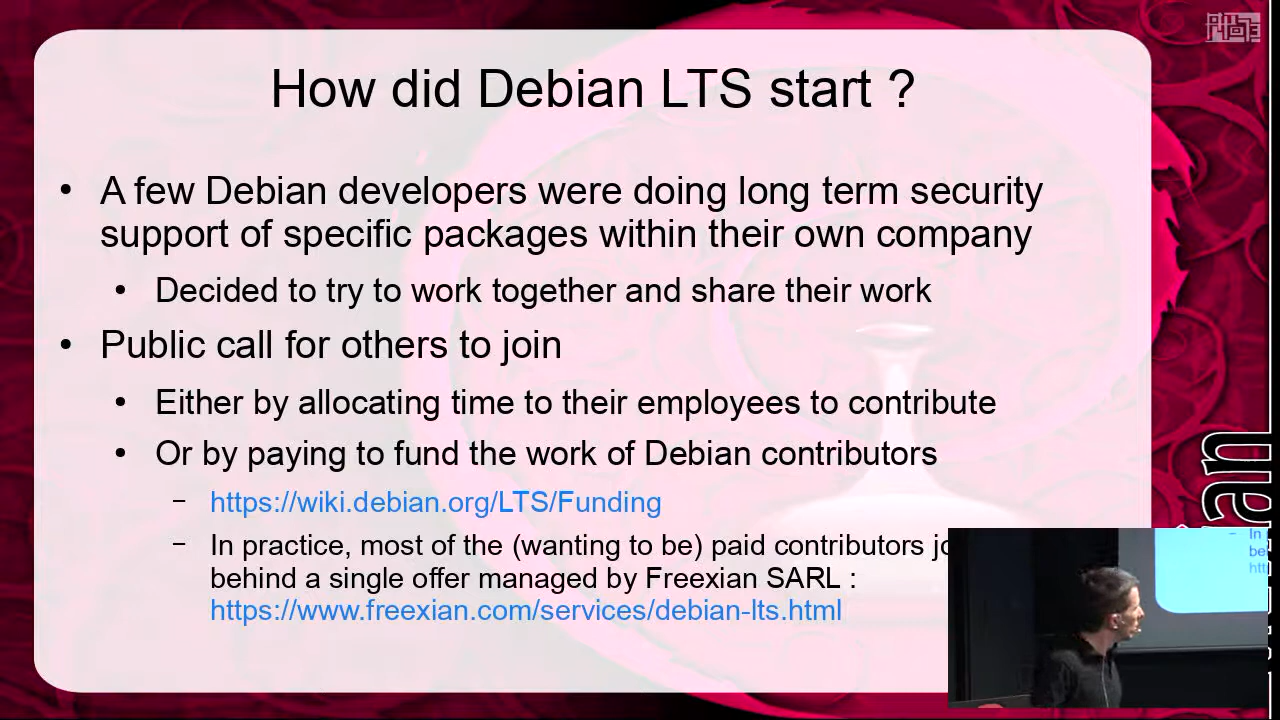 How did Debian LTS start ?
• A few Debian developers were doing long term security
support of specific packages within their own company
• Decided to try to work together and share their work
• Public call for others to join
• Either by allocating time to their employees to contribute
• Or by paying to fund the work of Debian contributors
– https://wiki.debian.org/LTS/Funding
– In practice, most of the (wanting to be) paid contributors
behind a single offer managed by Freexian SARL :
https://www.freexian.com/services/debian-lts.html
– In
be
htt